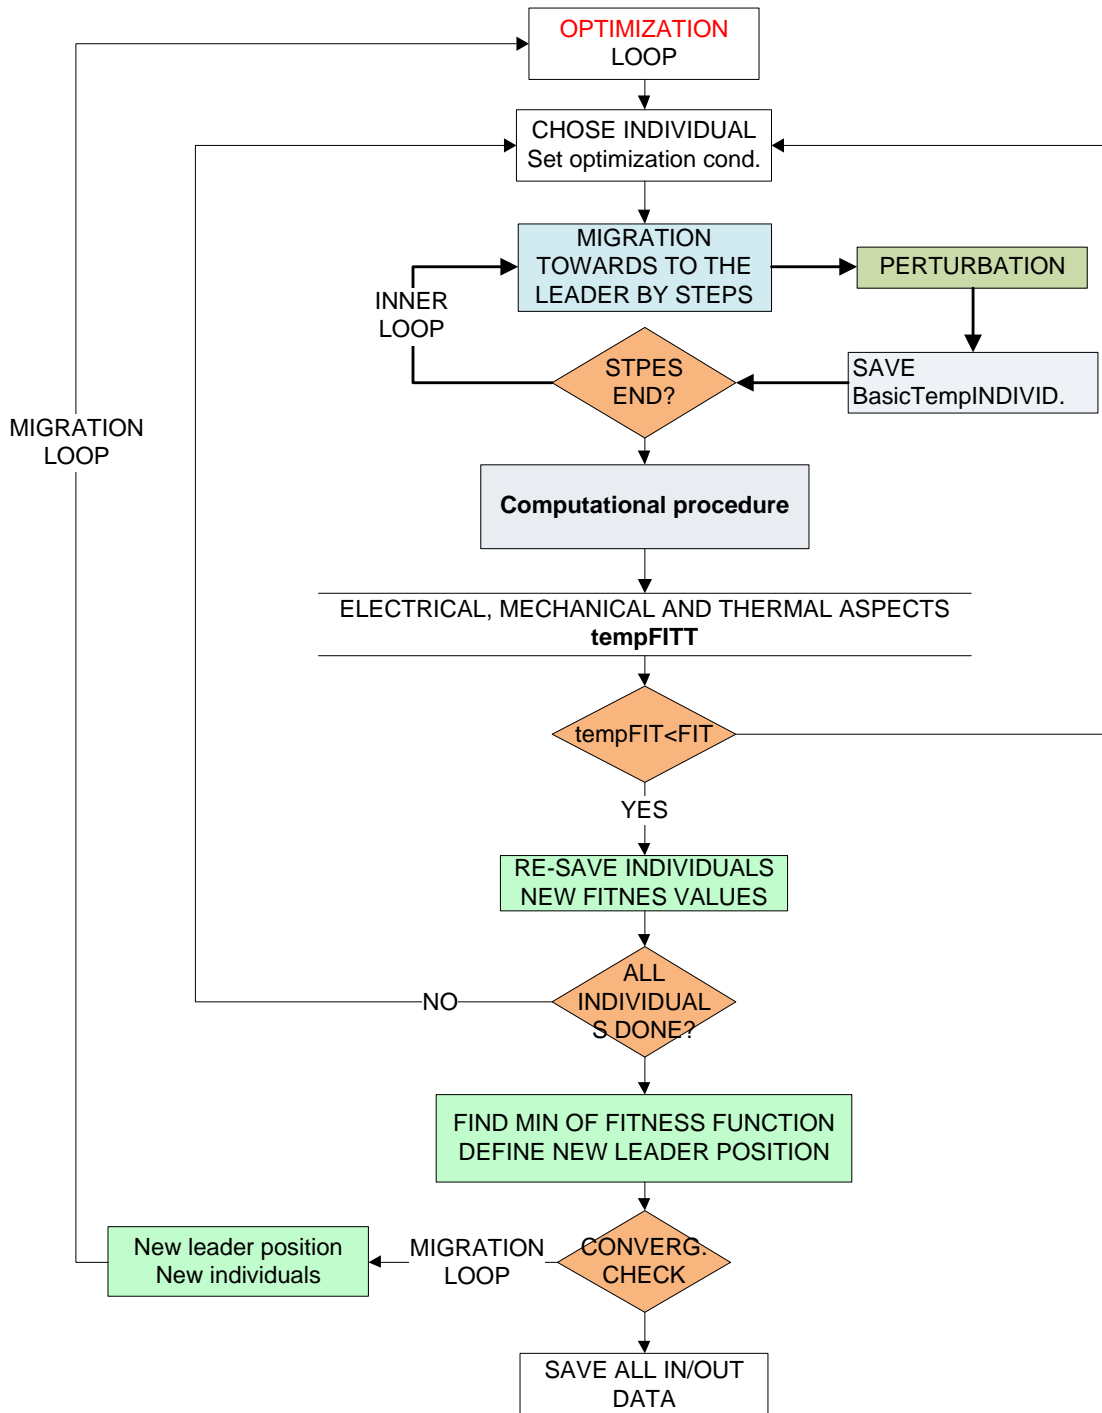 OPTIMIZATION
LOOP
CHOSE INDIVIDUAL
Set optimization cond.
MIGRATION
TOWARDS TO THE
LEADER BY STEPS
PERTURBATION
INNER
LOOP
STPES
END?
SAVE
BasicTempINDIVID.
MIGRATION
LOOP
Computational procedure
ELECTRICAL, MECHANICAL AND THERMAL ASPECTS
tempFITT
tempFIT<FIT
YES
RE-SAVE INDIVIDUALS
NEW FITNES VALUES
ALL
INDIVIDUAL
S DONE?
NO
FIND MIN OF FITNESS FUNCTION
DEFINE NEW LEADER POSITION
New leader position
New individuals
MIGRATION
LOOP
CONVERG.
CHECK
SAVE ALL IN/OUT
DATA